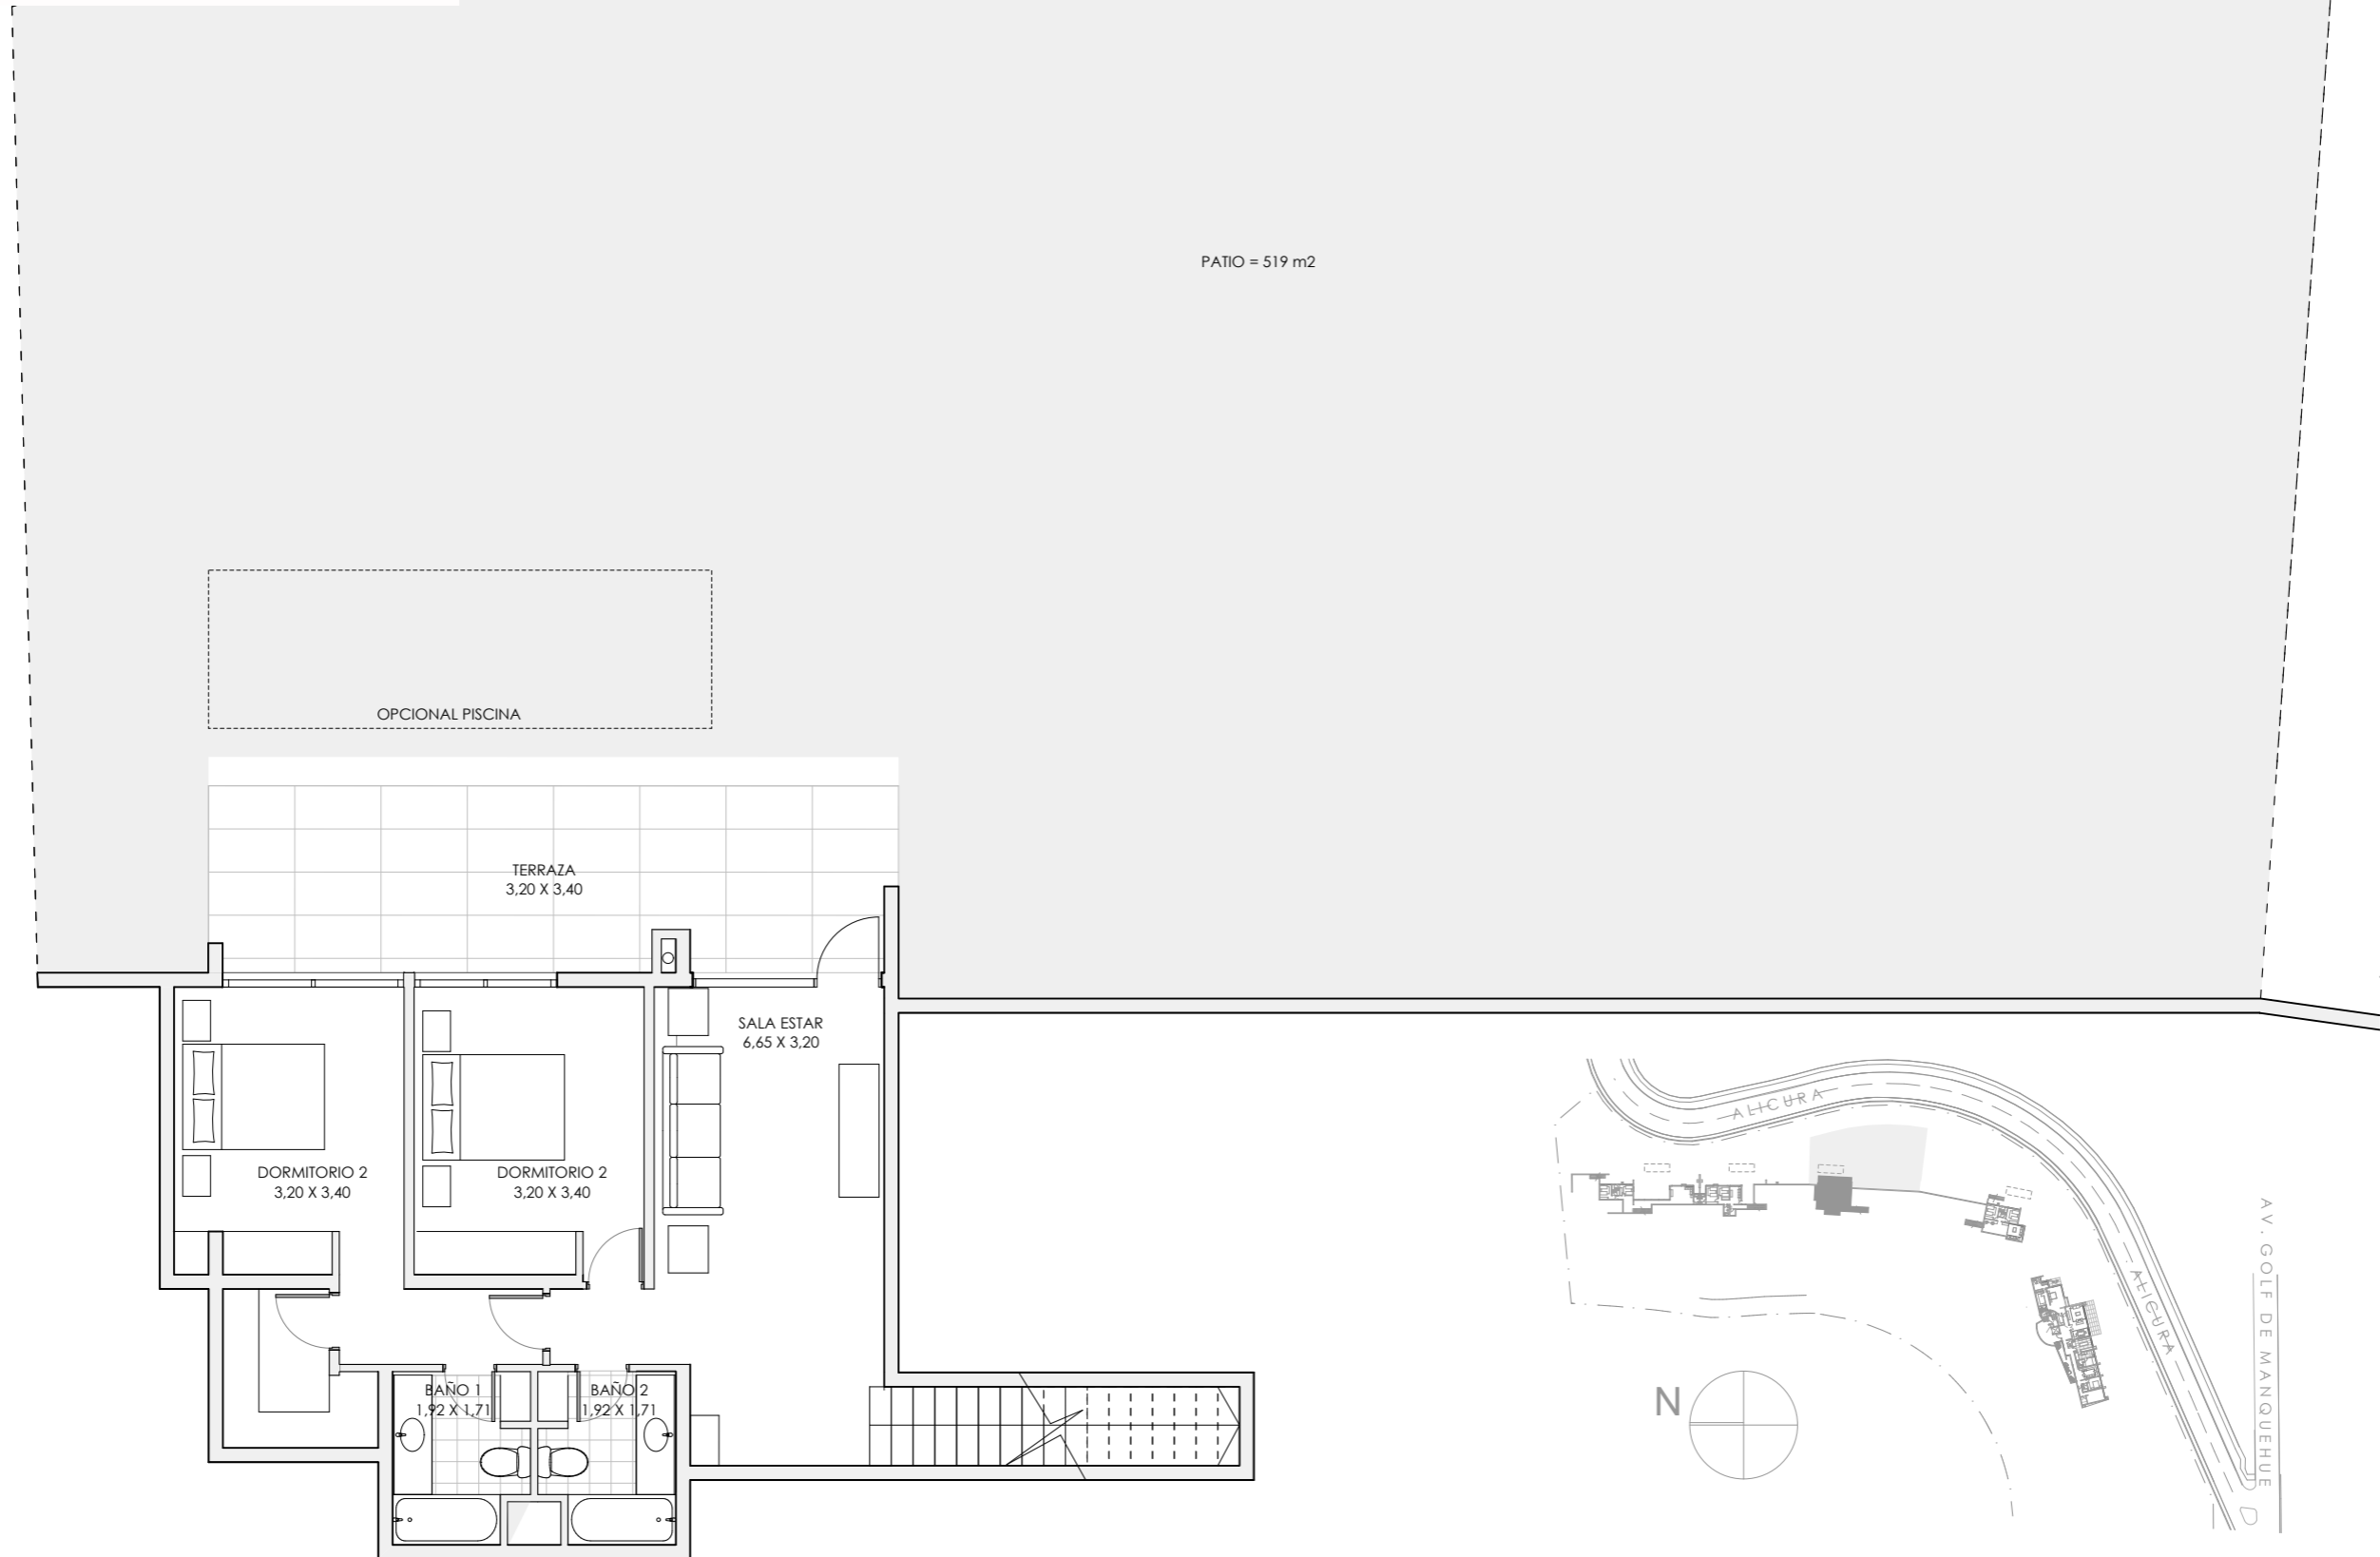 PATIO = 519 m2
OPCIONAL PISCINA
TERRAZA
3,20 X 3,40
SALA ESTAR
6,65 X 3,20
DORMITORIO 2
3,20 X 3,40
DORMITORIO 2
3,20 X 3,40
BAÑO 1
1,92 X 1,71
BAÑO 2
1,92 X 1,71
ALICURA
ALICURA
AV. GOLF DE MANQUEHUE
N